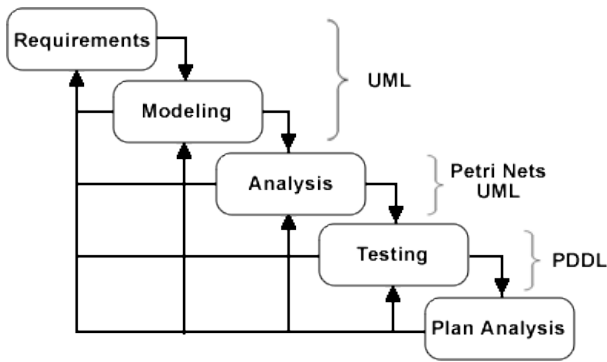 Requirements
UML
Modeling
Analysis
Petri Nets
UML
Testing
PDDL
Plan Analysis